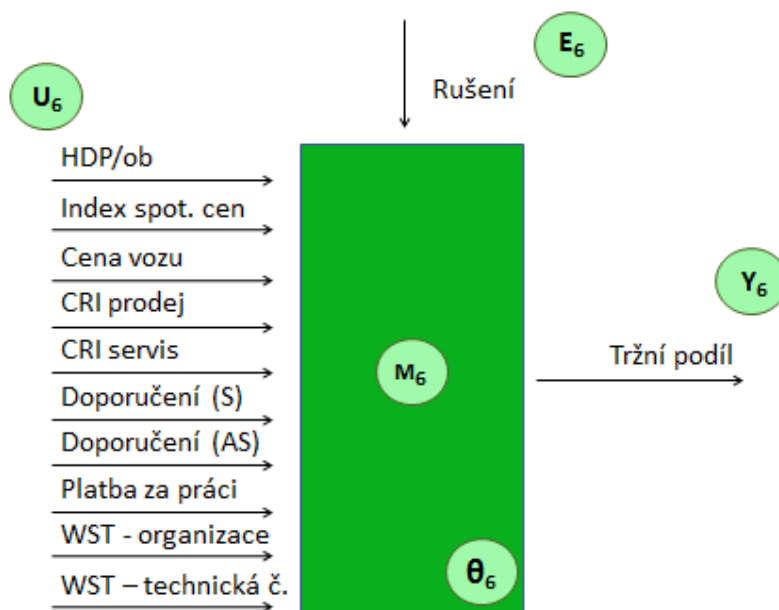 E₆
Rušení
U₆
HDP/ob
Index spot. cen
Cena vozu
CRI prodej
CRI servis
Doporučení (S)
Doporučení (AS)
Platba za práci
WST - organizace
WST – technická č.
M₆
θ₆
Y₆
Tržní podíl